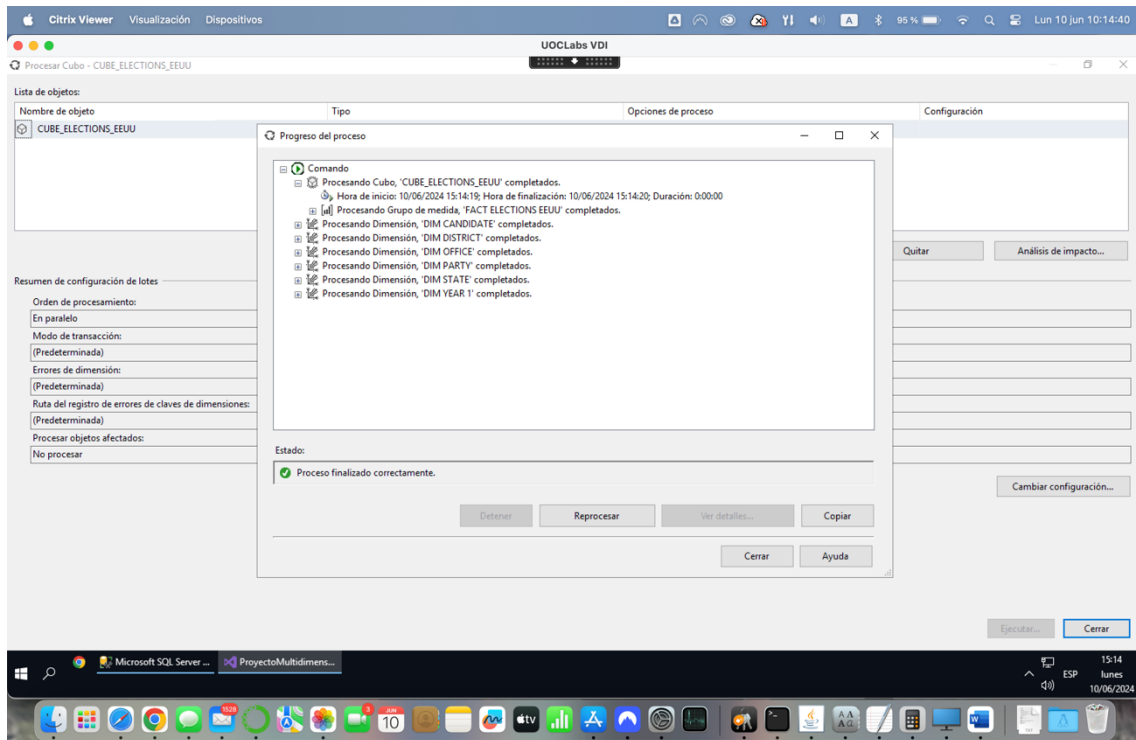 Citrix Viewer Visualización Dispositivos A 95 % Lun 10 jun 10:14:40
UOCLabs VDI
Procesar Cubo - CUBE_ELECTIONS_EEUU
Lista de objetos:
Nombre de objeto Tipo Opciones de proceso Configuración
CUBE_ELECTIONS_EEUU
Progreso del proceso
Comando
Procesando Cubo, 'CUBE_ELECTIONS_EEUU' completados.
Hora de inicio: 10/06/2024 15:14:19; Hora de finalización: 10/06/2024 15:14:20; Duración: 0:00:00
Procesando Grupo de medida, 'FACT ELECTIONS EEUU' completados.
Procesando Dimensión, 'DIM CANDIDATE' completados.
Procesando Dimensión, 'DIM DISTRICT' completados.
Procesando Dimensión, 'DIM OFFICE' completados.
Procesando Dimensión, 'DIM PARTY' completados.
Procesando Dimensión, 'DIM STATE' completados.
Procesando Dimensión, 'DIM YEAR 1' completados.
Quitar Análisis de impacto...
Resumen de configuración de lotes
Orden de procesamiento:
En paralelo
Modo de transacción:
(Predeterminada)
Errores de dimensión:
(Predeterminada)
Ruta del registro de errores de claves de dimensiones:
(Predeterminada)
Procesar objetos afectados:
No procesar
Estado:
Proceso finalizado correctamente.
Cambiar configuración...
Detener Reprocesar Ver detalles... Copiar
Cerrar Ayuda
Ejecutar... Cerrar
Microsoft SQL Server ... ProyectoMultidimens...
ESP
15:14
lunes
10/06/2024
1528
3
JUN
10
tv